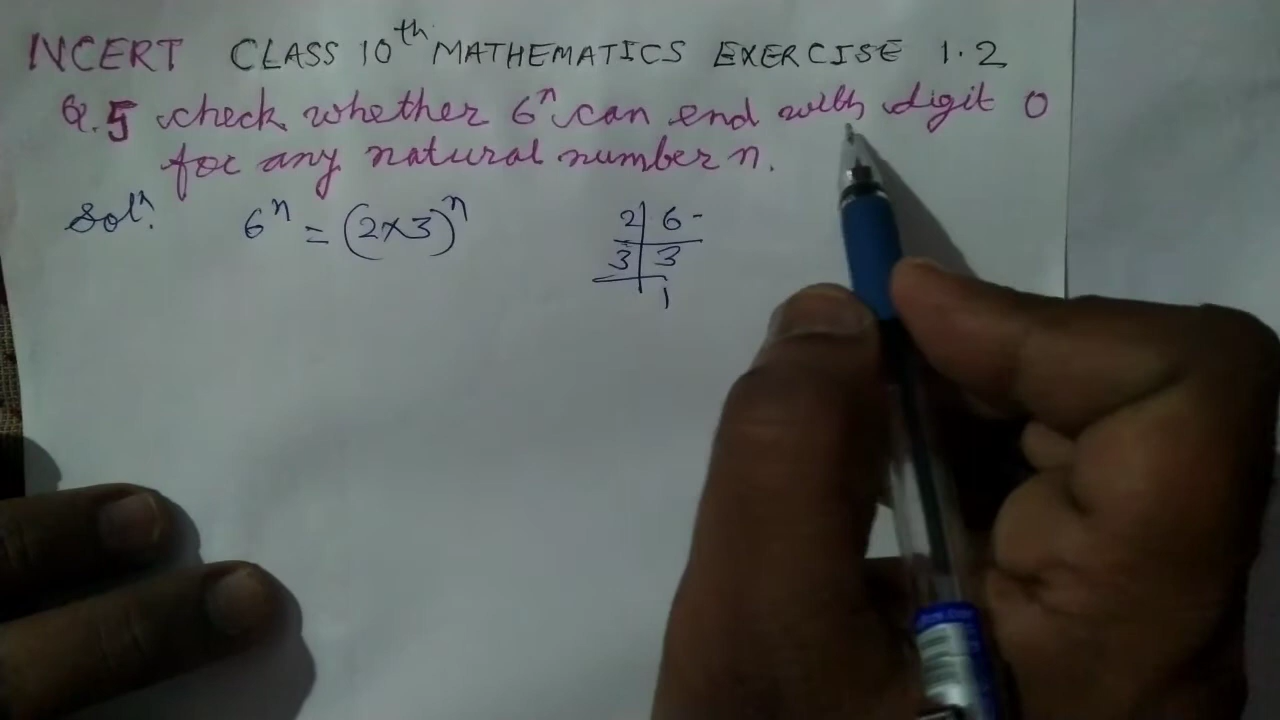 NCERT CLASS 10th MATHEMATICS EXERCISE 1.2
Q.5 check whether 6ⁿ can end with digit 0
for any natural number n.
Solⁿ. 6ⁿ = (2×3)ⁿ
2 | 6 -
3 | 3
1